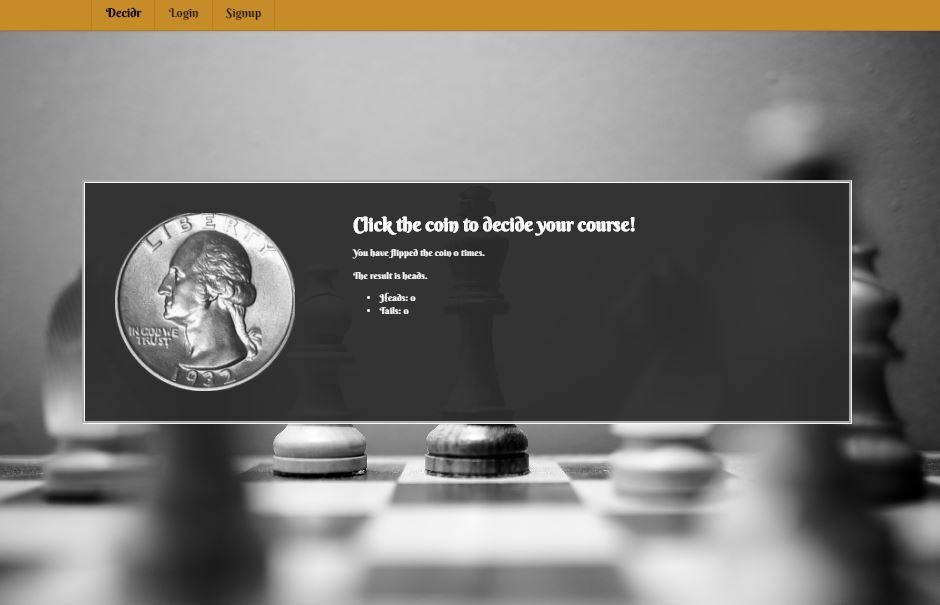 Decidr
Login
Signup
LIBERTY
IN GOD WE
TRUST
1932
Click the coin to decide your course!
You have flipped the coin 0 times.
The result is heads.
Heads: 0
Tails: 0